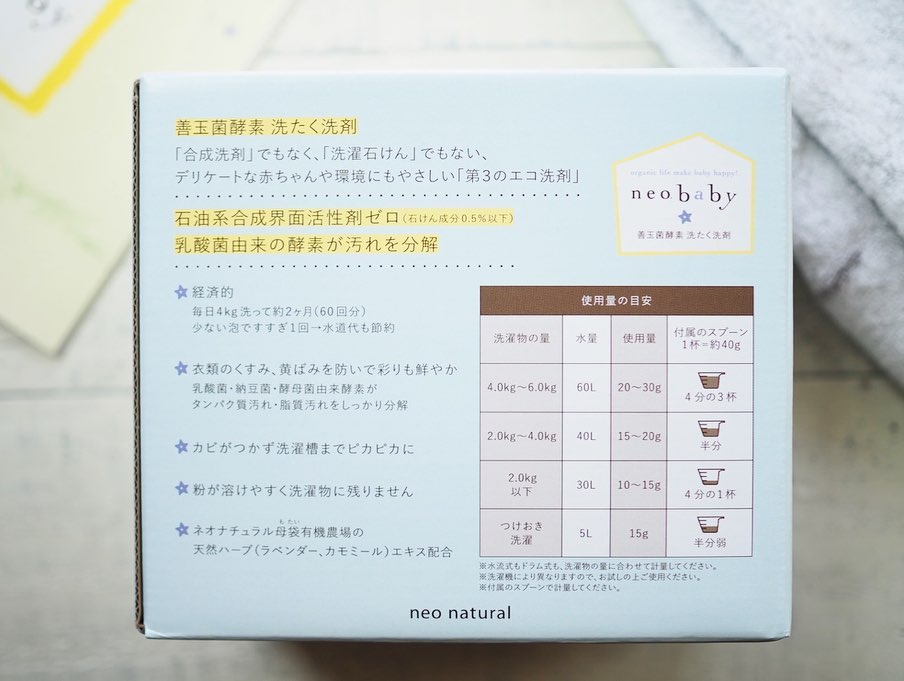 善玉菌酵素 洗たく洗剤
「合成洗剤」でもなく、「洗濯石けん」でもない、
デリケートな赤ちゃんや環境にもやさしい「第3のエコ洗剤」
石油系合成界面活性剤ゼロ(石けん成分0.5%以下)
乳酸菌由来の酵素が汚れを分解
organic life make baby happy!
neo baby
善玉菌酵素 洗たく洗剤
経済的
毎日4kg洗って約2ヶ月(60回分)
少ない泡ですすぎ1回→水道代も節約
衣類のくすみ、黄ばみを防いで彩りも鮮やか
乳酸菌・納豆菌・酵母菌由来酵素が
タンパク質汚れ・脂質汚れをしっかり分解
カビがつかず洗濯槽までピカピカに
粉が溶けやすく洗濯物に残りません
もたい
ネオナチュラル母袋有機農場の
天然ハーブ(ラベンダー、カモミール)エキス配合
使用量の目安
洗濯物の量 水量 使用量 付属のスプーン
1杯=約40g
4.0kg〜6.0kg 60L 20〜30g 4分の3杯
2.0kg〜4.0kg 40L 15〜20g 半分
2.0kg
以下 30L 10〜15g 4分の1杯
つけおき
洗濯 5L 15g 半分弱
※水流式もドラム式も、洗濯物の量に合わせて計量してください。
※洗濯機により異なりますので、お試しの上ご使用ください。
※付属のスプーンで計量してください。
neo natural